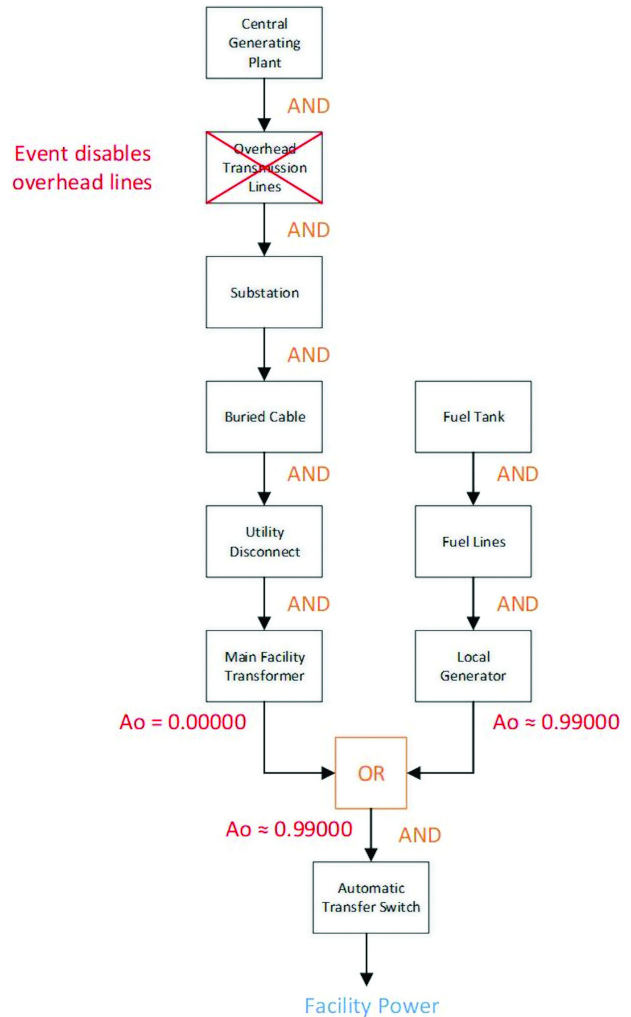 Central
Generating
Plant
AND
Event disables
overhead lines
Overhead
Transmission
Lines
AND
Substation
AND
Buried Cable
Fuel Tank
AND
AND
Utility
Disconnect
Fuel Lines
AND
AND
Main Facility
Transformer
Local
Generator
Ao = 0.00000
Ao ≈ 0.99000
OR
Ao ≈ 0.99000
AND
Automatic
Transfer Switch
Facility Power